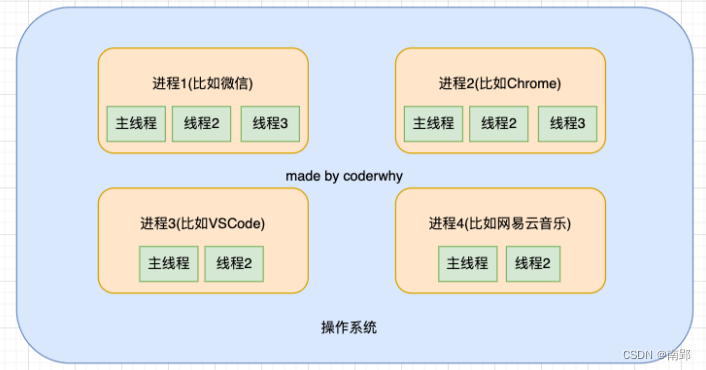 进程1(比如微信)
主线程 线程2 线程3
进程2(比如Chrome)
主线程 线程2 线程3
made by coderwhy
进程3(比如VSCode)
主线程 线程2
进程4(比如网易云音乐)
主线程 线程2
操作系统
CSDN @南郢